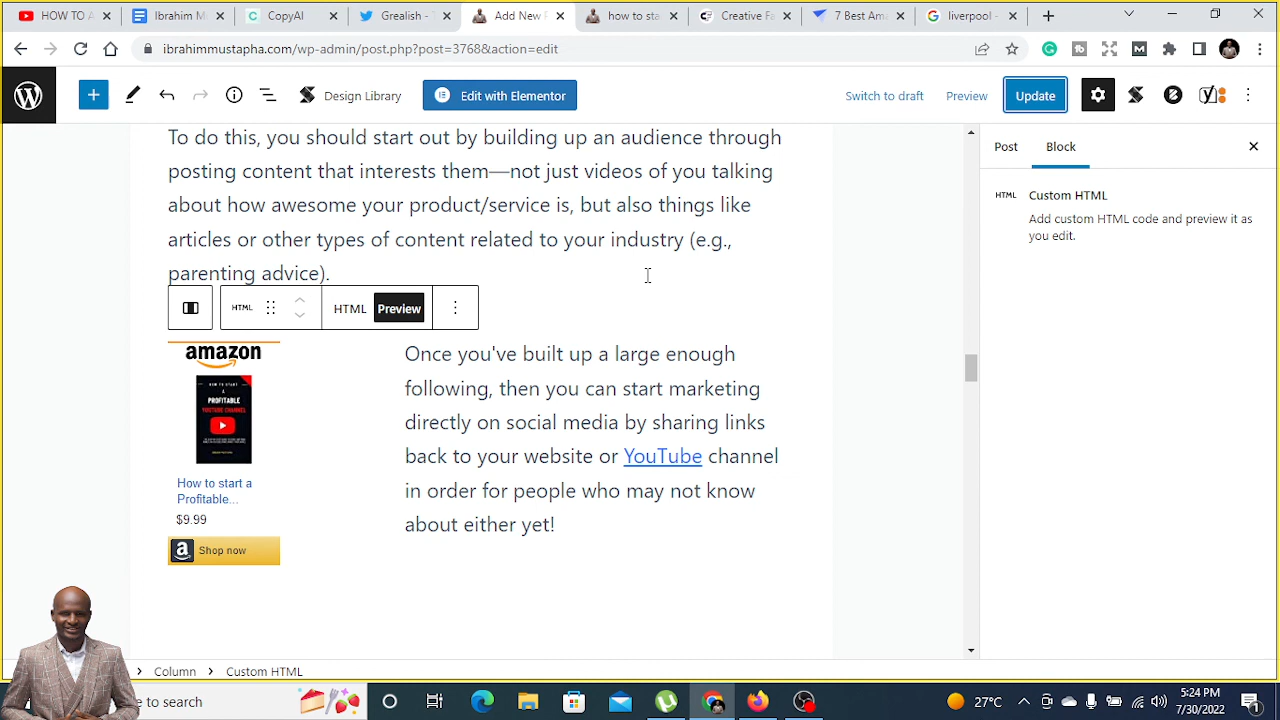 HOW TO A
Ibrahim M
CopyAI
Grealish - T
Add New
how to sta
Creative Fa
7 Best Ama
liverpool -
ibrahimmustapha.com/wp-admin/post.php?post=3768&action=edit
Design Library
Edit with Elementor
Switch to draft
Preview
Update
To do this, you should start out by building up an audience through
posting content that interests them—not just videos of you talking
about how awesome your product/service is, but also things like
articles or other types of content related to your industry (e.g.,
parenting advice).
HTML
HTML
Preview
Post
Block
HTML
Custom HTML
Add custom HTML code and preview it as
you edit.
amazon
HOW TO START
A
PROFITABLE
YOUTUBE CHANNEL
How to start a
Profitable...
$9.99
Shop now
Once you've built up a large enough
following, then you can start marketing
directly on social media by sharing links
back to your website or YouTube channel
in order for people who may not know
about either yet!
Column
Custom HTML
e to search
27°C
5:24 PM
7/30/2022